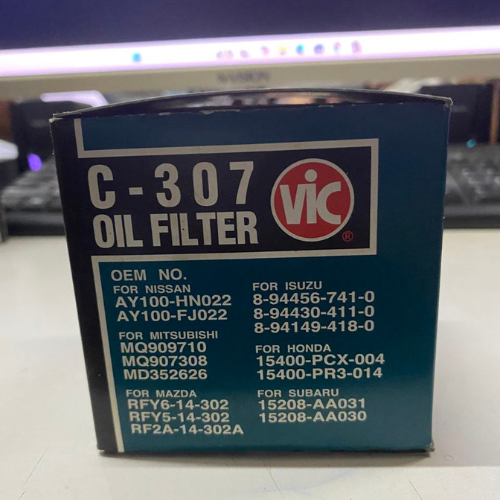 C-307
OIL FILTER
VIC
®
OEM NO.
FOR NISSAN
AY100-HN022
AY100-FJ022
FOR MITSUBISHI
MQ909710
MQ907308
MD352626
FOR MAZDA
RFY6-14-302
RFY5-14-302
RF2A-14-302A
FOR ISUZU
8-94456-741-0
8-94430-411-0
8-94149-418-0
FOR HONDA
15400-PCX-004
15400-PR3-014
FOR SUBARU
15208-AA031
15208-AA030